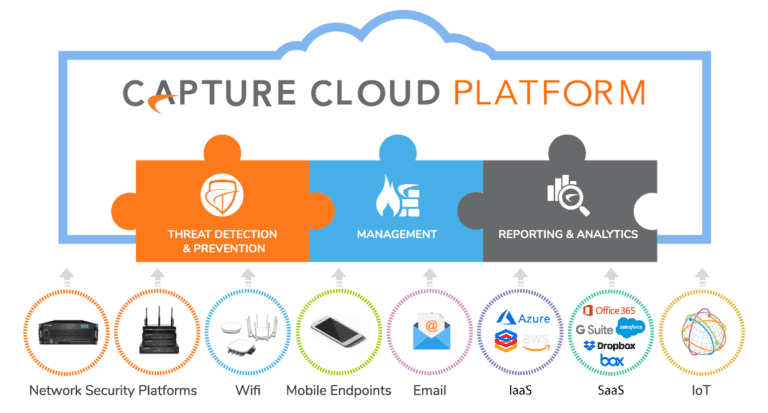 CAPTURE CLOUD PLATFORM
THREAT DETECTION
& PREVENTION
MANAGEMENT
REPORTING & ANALYTICS
Azure
aws
Office 365
G Suite
salesforce
Dropbox
box
Network Security Platforms
Wifi
Mobile Endpoints
Email
IaaS
SaaS
IoT